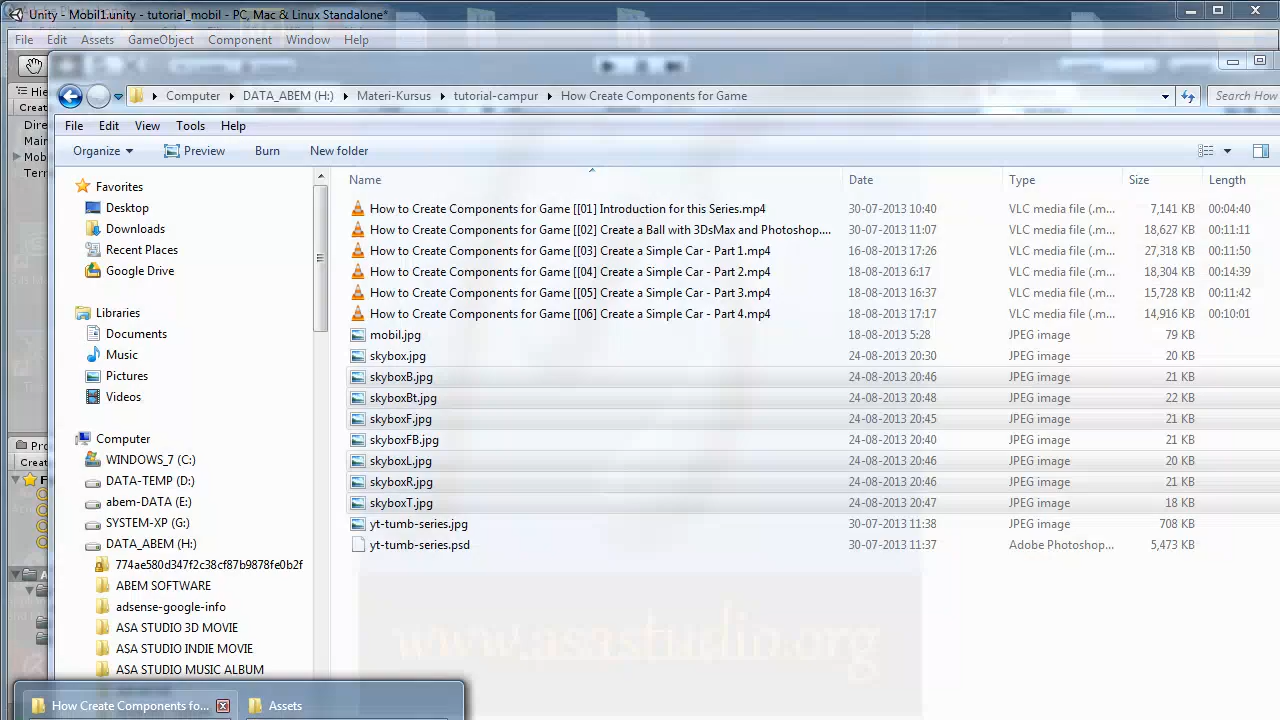 Unity - Mobil1.unity - tutorial_mobil - PC, Mac & Linux Standalone*
File Edit Assets GameObject Component Window Help
Computer DATA_ABEM (H:) Materi-Kursus tutorial-campur How Create Components for Game Search How
File Edit View Tools Help
Organize Preview Burn New folder
Hie
Creat
Dire
Main
Mob
Terr
Pro
Creat
F
A
Favorites
Desktop
Downloads
Recent Places
Google Drive
Libraries
Documents
Music
Pictures
Videos
Computer
WINDOWS_7 (C:)
DATA-TEMP (D:)
abem-DATA (E:)
SYSTEM-XP (G:)
DATA_ABEM (H:)
774ae580d347f2c38cf87b9878fe0b2f
ABEM SOFTWARE
adsense-google-info
ASA STUDIO 3D MOVIE
ASA STUDIO INDIE MOVIE
ASA STUDIO MUSIC ALBUM
Name Date Type Size Length
How to Create Components for Game [[01] Introduction for this Series.mp4 30-07-2013 10:40 VLC media file (.m... 7,141 KB 00:04:40
How to Create Components for Game [[02] Create a Ball with 3DsMax and Photoshop.... 30-07-2013 11:07 VLC media file (.m... 18,627 KB 00:11:11
How to Create Components for Game [[03] Create a Simple Car - Part 1.mp4 16-08-2013 17:26 VLC media file (.m... 27,318 KB 00:11:50
How to Create Components for Game [[04] Create a Simple Car - Part 2.mp4 18-08-2013 6:17 VLC media file (.m... 18,304 KB 00:14:39
How to Create Components for Game [[05] Create a Simple Car - Part 3.mp4 18-08-2013 16:37 VLC media file (.m... 15,728 KB 00:11:42
How to Create Components for Game [[06] Create a Simple Car - Part 4.mp4 18-08-2013 17:17 VLC media file (.m... 14,916 KB 00:10:01
mobil.jpg 18-08-2013 5:28 JPEG image 79 KB
skybox.jpg 24-08-2013 20:30 JPEG image 20 KB
skyboxB.jpg 24-08-2013 20:46 JPEG image 21 KB
skyboxBt.jpg 24-08-2013 20:48 JPEG image 22 KB
skyboxF.jpg 24-08-2013 20:45 JPEG image 21 KB
skyboxFB.jpg 24-08-2013 20:40 JPEG image 21 KB
skyboxL.jpg 24-08-2013 20:46 JPEG image 20 KB
skyboxR.jpg 24-08-2013 20:46 JPEG image 21 KB
skyboxT.jpg 24-08-2013 20:47 JPEG image 18 KB
yt-tumb-series.jpg 30-07-2013 11:38 JPEG image 708 KB
yt-tumb-series.psd 30-07-2013 11:37 Adobe Photoshop... 5,473 KB
www.asastudio.org
How Create Components fo... Assets